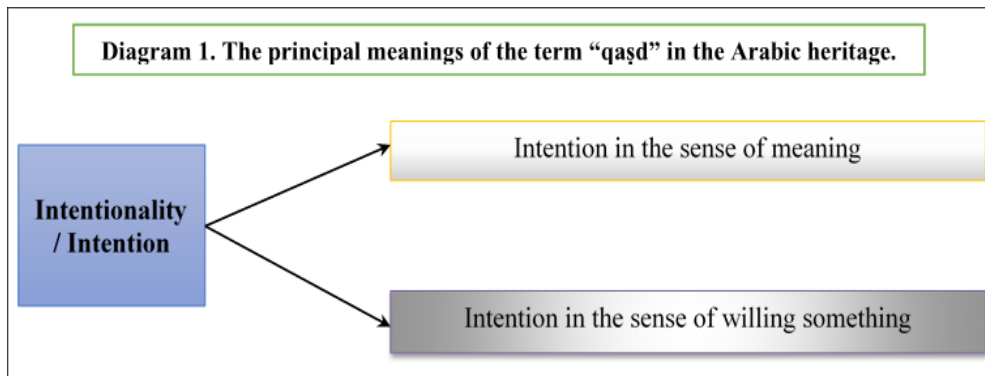 Diagram 1. The principal meanings of the term “qaṣd” in the Arabic heritage.
Intention in the sense of meaning
Intentionality
/ Intention
Intention in the sense of willing something